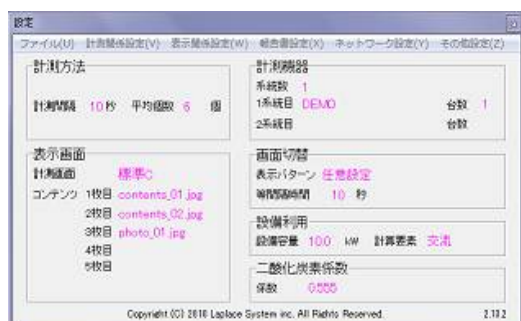 設定
ファイル(U) 計測関係設定(V) 表示関係設定(W) 報告書設定(X) ネットワーク設定(Y) その他設定(Z)
計測方法
計測間隔 10 秒 平均個数 6 個
計測機器
系統数 1
1系統目 DEMO 台数 1
2系統目 台数
表示画面
計測画面 標準C
コンテンツ 1枚目 contents_01.jpg
2枚目 contents_02.jpg
3枚目 photo_01.jpg
4枚目
5枚目
画面切替
表示パターン 任意設定
等間隔時間 10 秒
設備利用
設備容量 10.0 kW 計算要素 交流
二酸化炭素係数
係数 0.555
Copyright (C) 2010 Laplace System inc. All Rights Reserved. 2.13.2